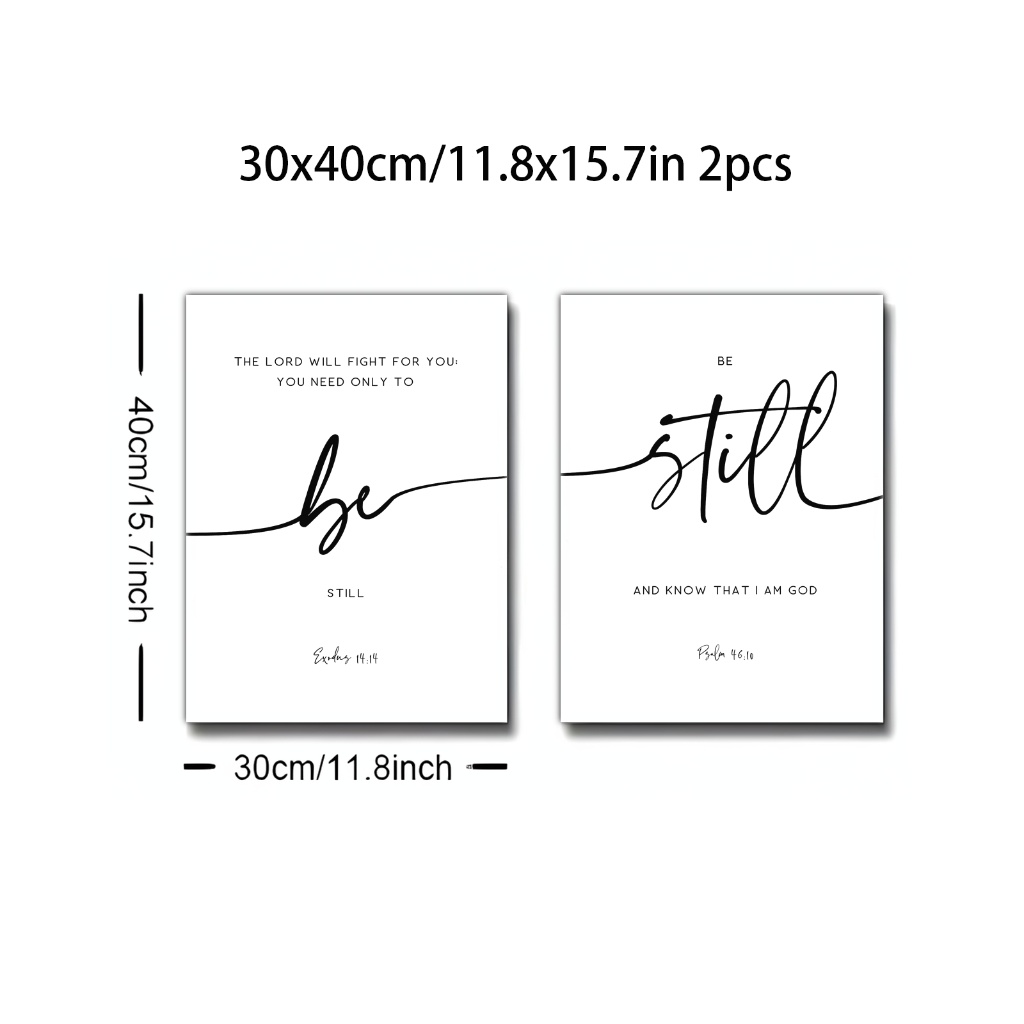 30x40cm/11.8x15.7in 2pcs
40cm/15.7inch
THE LORD WILL FIGHT FOR YOU;
YOU NEED ONLY TO
be
STILL
Exodus 14:14
30cm/11.8inch
BE
still
AND KNOW THAT I AM GOD
Psalm 46:10